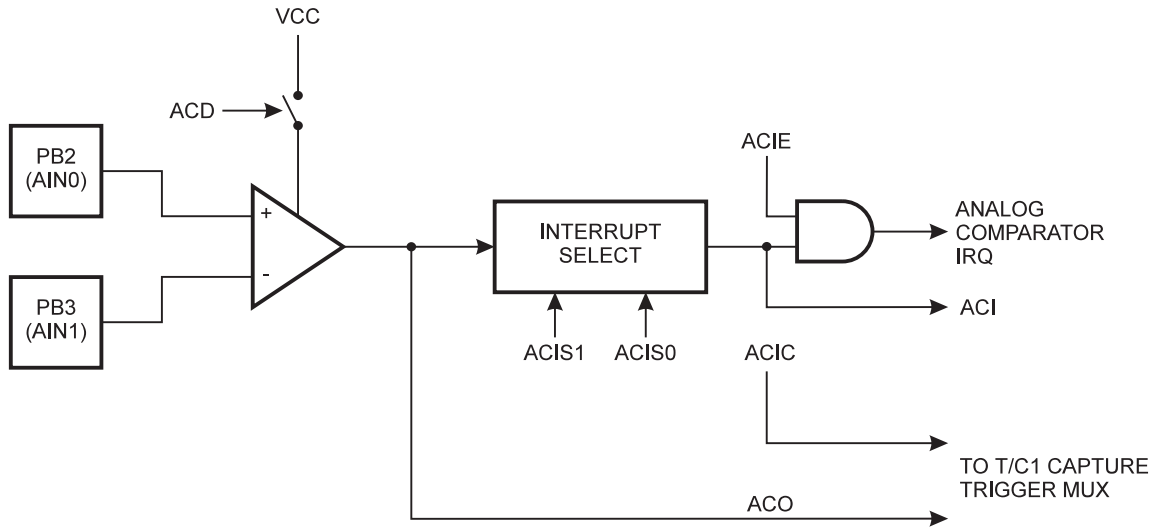 VCC
ACD
PB2
(AIN0)
+
-
PB3
(AIN1)
INTERRUPT
SELECT
ACIS1
ACIS0
ACIE
ANALOG
COMPARATOR
IRQ
ACI
ACIC
TO T/C1 CAPTURE
TRIGGER MUX
ACO